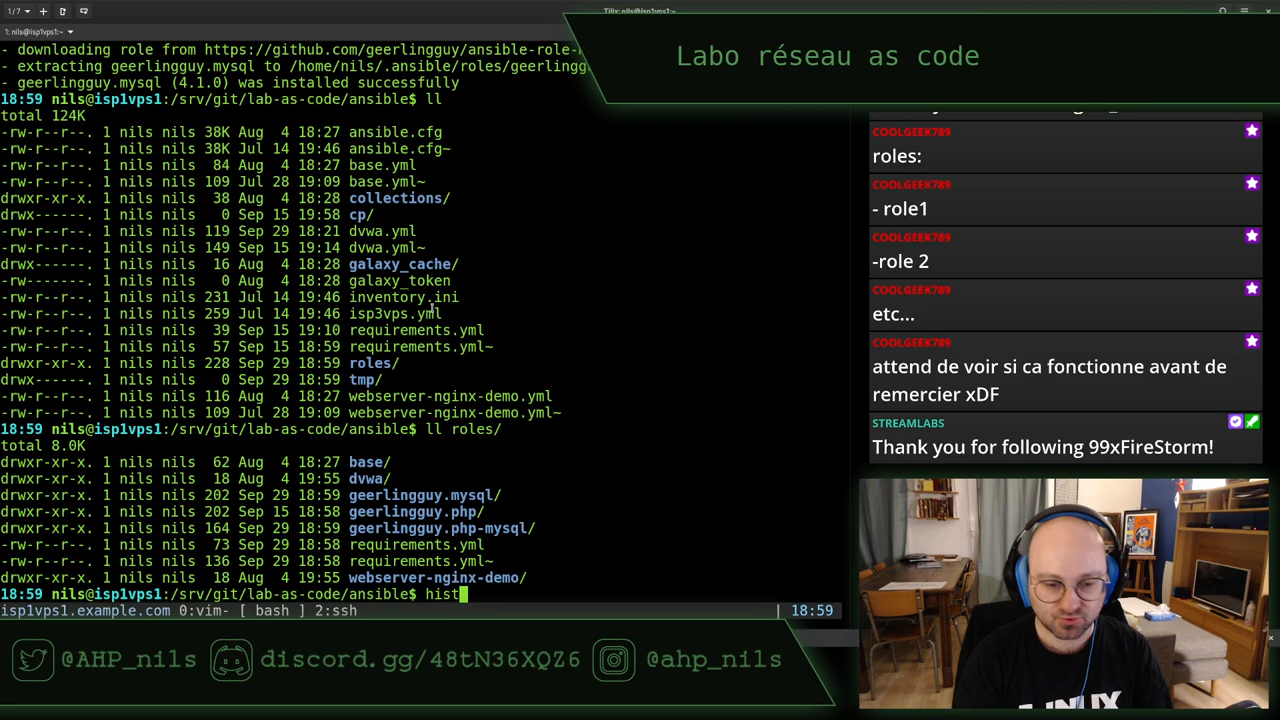 1/7
Tilix: nils@isp1vps1:~
1: nils@isp1vps1:~
- downloading role from https://github.com/geerlingguy/ansible-role-
- extracting geerlingguy.mysql to /home/nils/.ansible/roles/geerlingg
- geerlingguy.mysql (4.1.0) was installed successfully
18:59 nils@isp1vps1:/srv/git/lab-as-code/ansible$ ll
total 124K
-rw-r--r--. 1 nils nils 38K Aug  4 18:27 ansible.cfg
-rw-r--r--. 1 nils nils 38K Jul 14 19:46 ansible.cfg~
-rw-r--r--. 1 nils nils  84 Aug  4 18:27 base.yml
-rw-r--r--. 1 nils nils 109 Jul 28 19:09 base.yml~
drwxr-xr-x. 1 nils nils  38 Aug  4 18:28 collections/
drwx------. 1 nils nils   0 Sep 15 19:58 cp/
-rw-r--r--. 1 nils nils 119 Sep 29 18:21 dvwa.yml
-rw-r--r--. 1 nils nils 149 Sep 15 19:14 dvwa.yml~
drwx------. 1 nils nils  16 Aug  4 18:28 galaxy_cache/
-rw-------. 1 nils nils   0 Aug  4 18:28 galaxy_token
-rw-r--r--. 1 nils nils 231 Jul 14 19:46 inventory.ini
-rw-r--r--. 1 nils nils 259 Jul 14 19:46 isp3vps.yml
-rw-r--r--. 1 nils nils  39 Sep 15 19:10 requirements.yml
-rw-r--r--. 1 nils nils  57 Sep 15 18:59 requirements.yml~
drwxr-xr-x. 1 nils nils 228 Sep 29 18:59 roles/
drwx------. 1 nils nils   0 Sep 29 18:59 tmp/
-rw-r--r--. 1 nils nils 116 Aug  4 18:27 webserver-nginx-demo.yml
-rw-r--r--. 1 nils nils 109 Jul 28 19:09 webserver-nginx-demo.yml~
18:59 nils@isp1vps1:/srv/git/lab-as-code/ansible$ ll roles/
total 8.0K
drwxr-xr-x. 1 nils nils  62 Aug  4 18:27 base/
drwxr-xr-x. 1 nils nils  18 Aug  4 19:55 dvwa/
drwxr-xr-x. 1 nils nils 202 Sep 29 18:59 geerlingguy.mysql/
drwxr-xr-x. 1 nils nils 202 Sep 15 18:58 geerlingguy.php/
drwxr-xr-x. 1 nils nils 164 Sep 29 18:59 geerlingguy.php-mysql/
-rw-r--r--. 1 nils nils  73 Sep 29 18:58 requirements.yml
-rw-r--r--. 1 nils nils 136 Sep 29 18:58 requirements.yml~
drwxr-xr-x. 1 nils nils  18 Aug  4 19:55 webserver-nginx-demo/
18:59 nils@isp1vps1:/srv/git/lab-as-code/ansible$ hist
isp1vps1.example.com 0:vim- [ bash ] 2:ssh | 18:59
Labo réseau as code
COOLGEEK789
roles:
COOLGEEK789
- role1
COOLGEEK789
-role 2
COOLGEEK789
etc...
COOLGEEK789
attend de voir si ca fonctionne avant de
remercier xDF
STREAMLABS
Thank you for following 99xFireStorm!
LINUX
@AHP_nils discord.gg/48tN36XQZ6 @ahp_nils